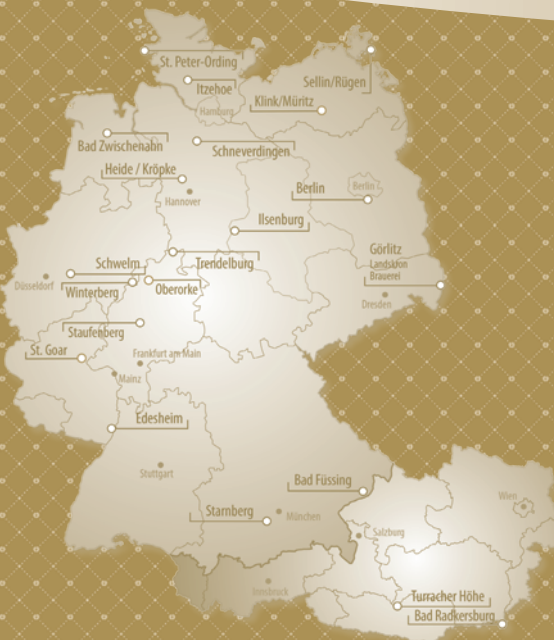 St. Peter-Ording
Sellin/Rügen
Itzehoe
Klink/Müritz
Hamburg
Bad Zwischenahn
Schneverdingen
Heide / Kröpke
Berlin
Berlin
Hannover
Ilsenburg
Görlitz
Landskron
Brauerei
Schwelm
Trendelburg
Düsseldorf
Winterberg
Oberorke
Dresden
Staufenberg
St. Goar
Frankfurt am Main
Mainz
Edesheim
Stuttgart
Bad Füssing
Wien
Starnberg
München
Salzburg
Innsbruck
Turracher Höhe
Bad Radkersburg